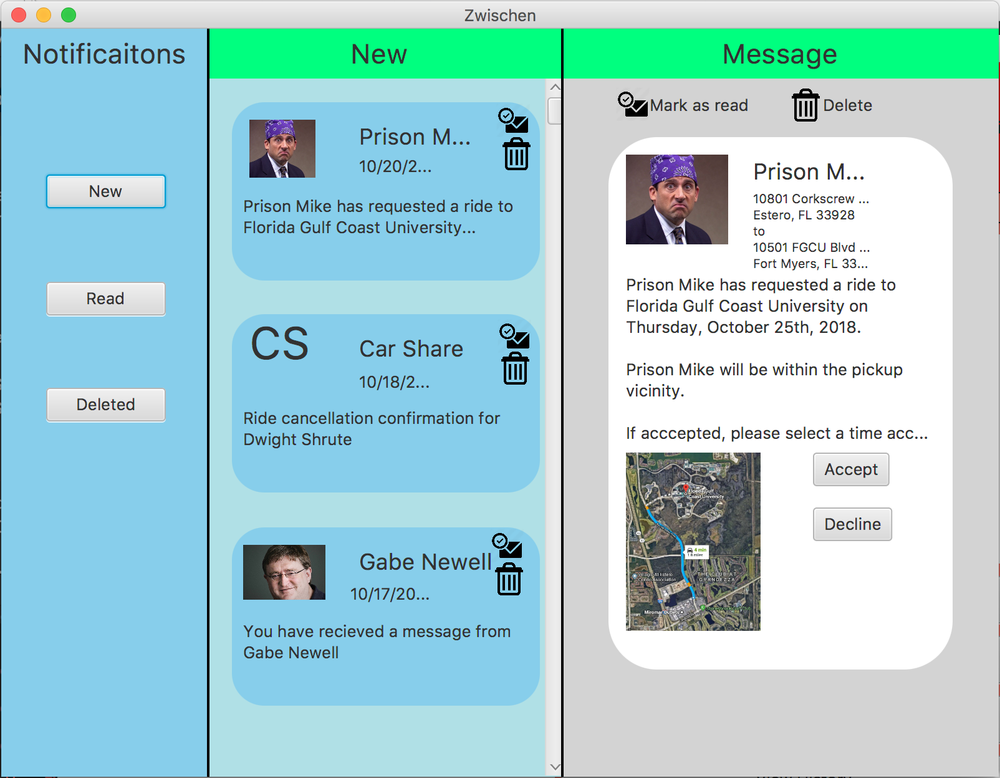 Zwischen
Notificaitons
New
Read
Deleted
New
Prison M...
10/20/2...
Prison Mike has requested a ride to
Florida Gulf Coast University...
CS
Car Share
10/18/2...
Ride cancellation confirmation for
Dwight Shrute
Gabe Newell
10/17/20...
You have recieved a message from
Gabe Newell
Message
Mark as read
Delete
Prison M...
10801 Corkscrew ...
Estero, FL 33928
to
10501 FGCU Blvd ...
Fort Myers, FL 33...
Prison Mike has requested a ride to
Florida Gulf Coast University on
Thursday, October 25th, 2018.
Prison Mike will be within the pickup
vicinity.
If acccepted, please select a time acc...
Florida Gulf
Coast University
4 min
1.8 miles
Village At Estero
Condo Association
THE CLUB AT
GRANDEZZA
Miromar Outlets
Accept
Decline